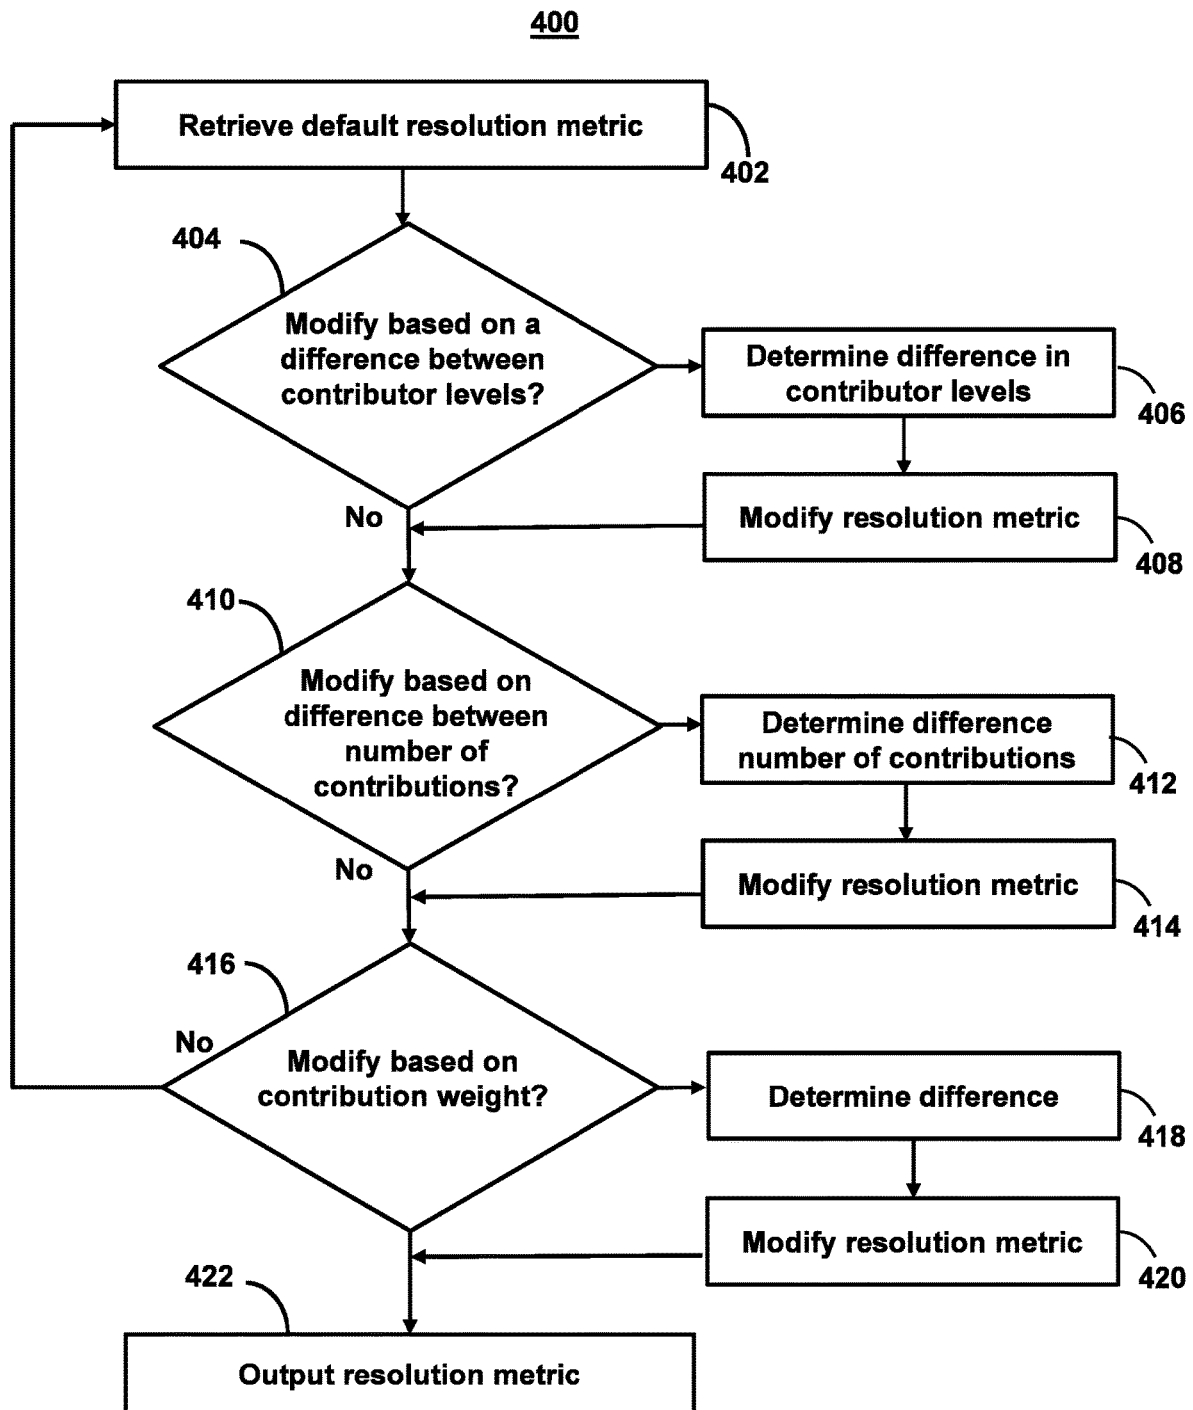 400
Retrieve default resolution metric
402
404
Modify based on a
difference between
contributor levels?
Determine difference in
contributor levels
406
No
Modify resolution metric
408
410
Modify based on
difference between
number of
contributions?
Determine difference
number of contributions
412
No
Modify resolution metric
414
416
No
Modify based on
contribution weight?
Determine difference
418
Modify resolution metric
420
422
Output resolution metric